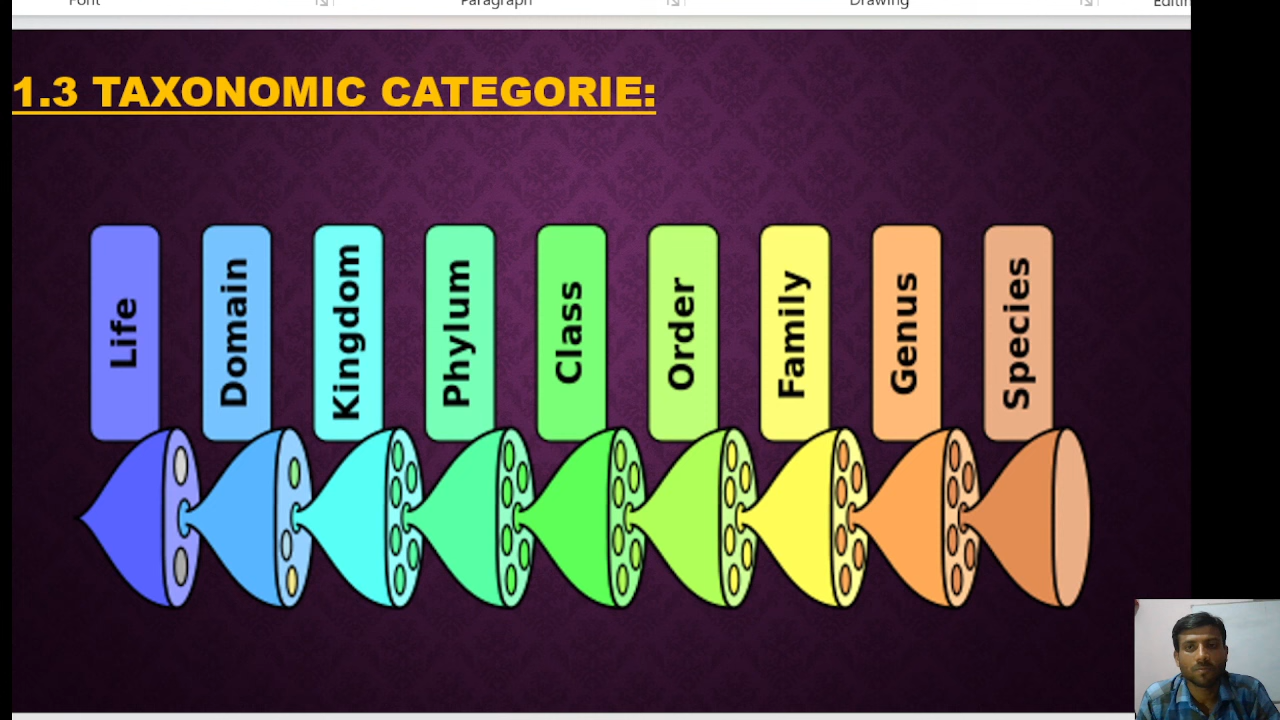 Font Paragraph Drawing
1.3 TAXONOMIC CATEGORIE:
Life
Domain
Kingdom
Phylum
Class
Order
Family
Genus
Species